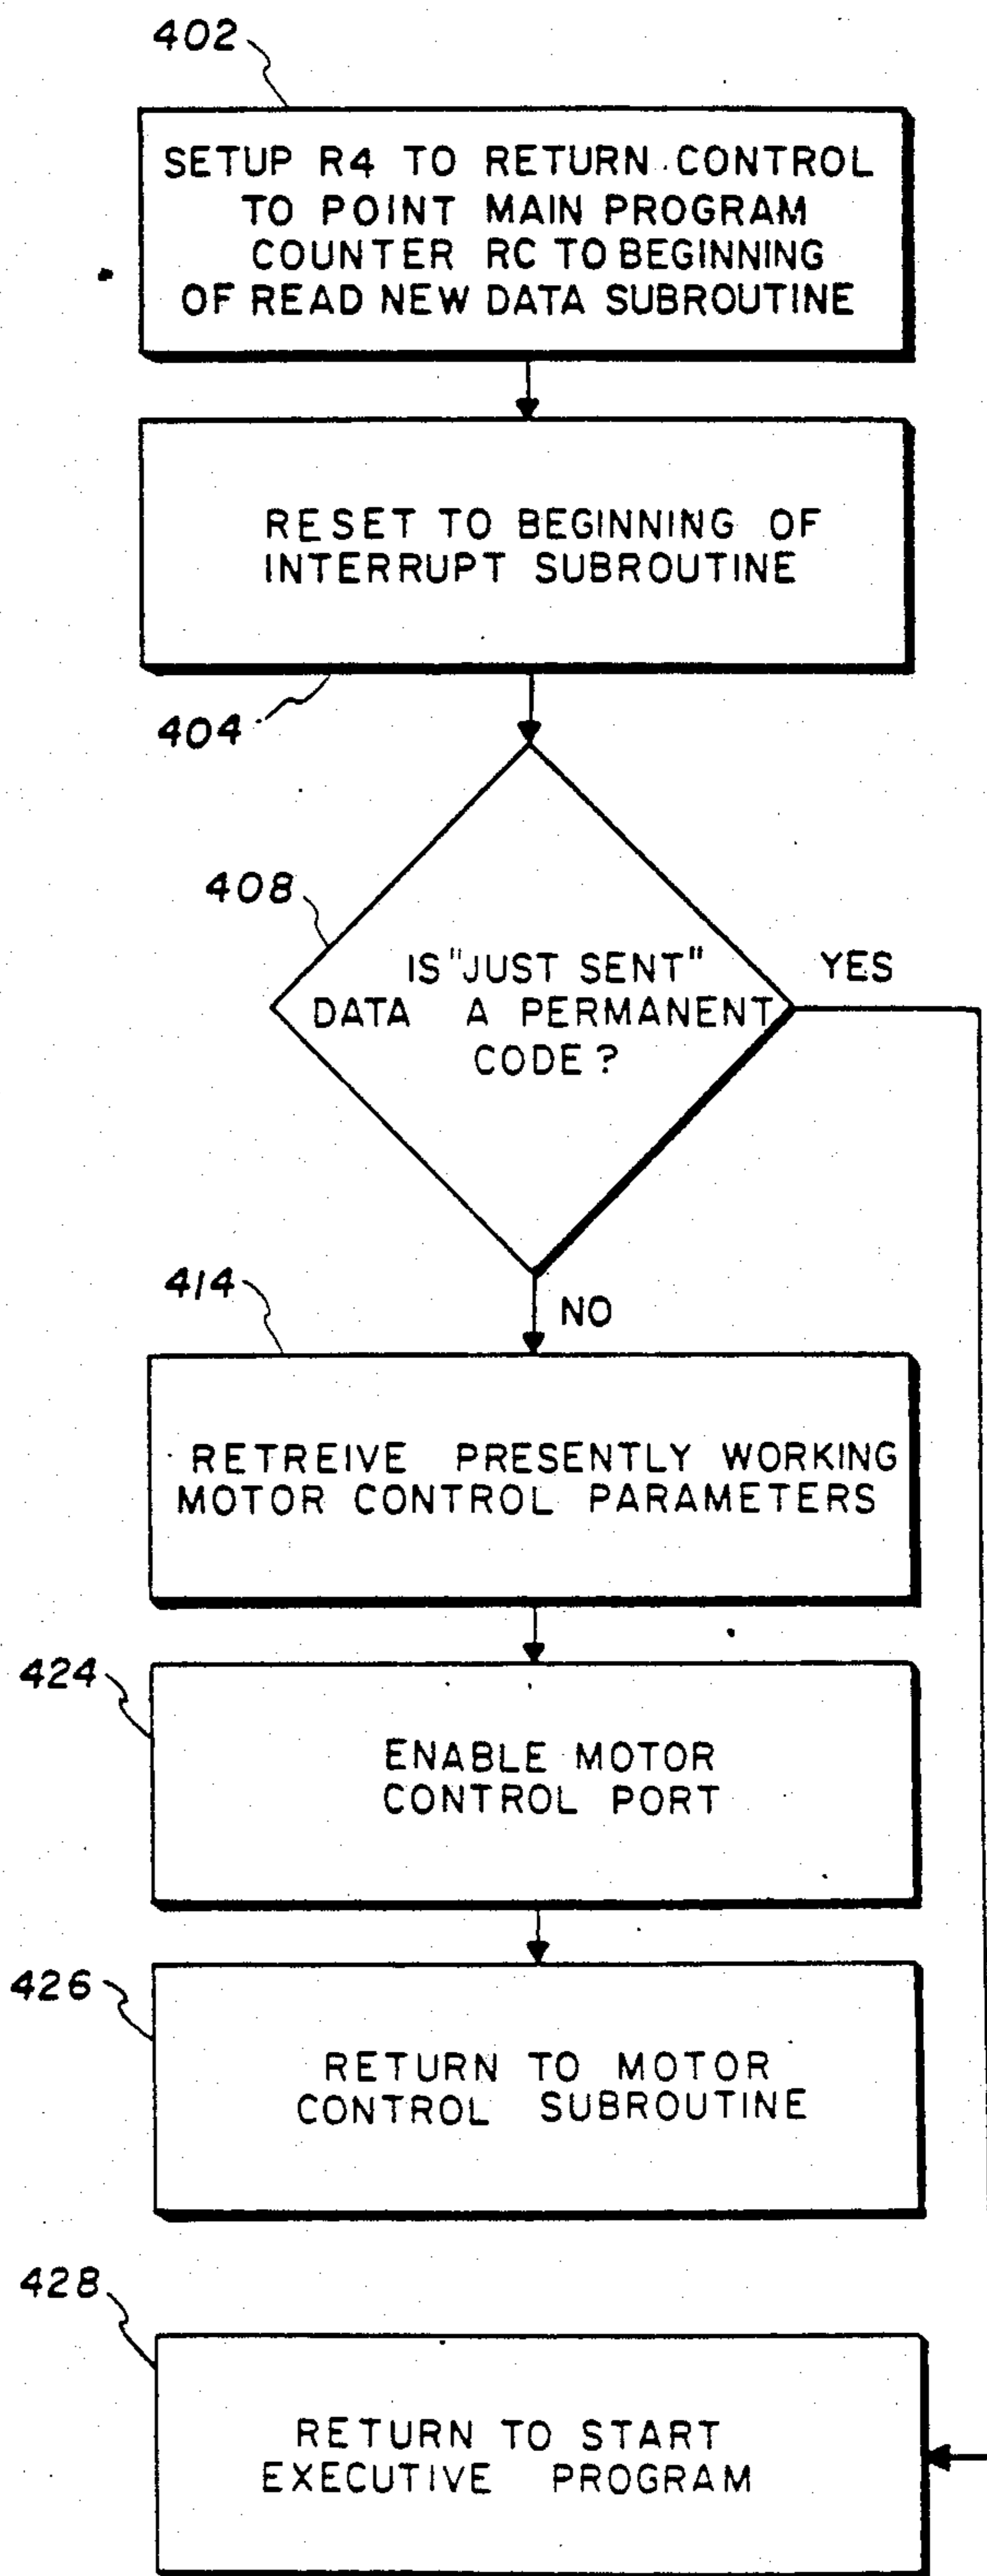 402
SETUP R4 TO RETURN CONTROL
TO POINT MAIN PROGRAM
COUNTER RC TO BEGINNING
OF READ NEW DATA SUBROUTINE
RESET TO BEGINNING OF
INTERRUPT SUBROUTINE
404
408
IS "JUST SENT"
DATA A PERMANENT
CODE?
YES
NO
414
RETREIVE PRESENTLY WORKING
MOTOR CONTROL PARAMETERS
424
ENABLE MOTOR
CONTROL PORT
426
RETURN TO MOTOR
CONTROL SUBROUTINE
428
RETURN TO START
EXECUTIVE PROGRAM